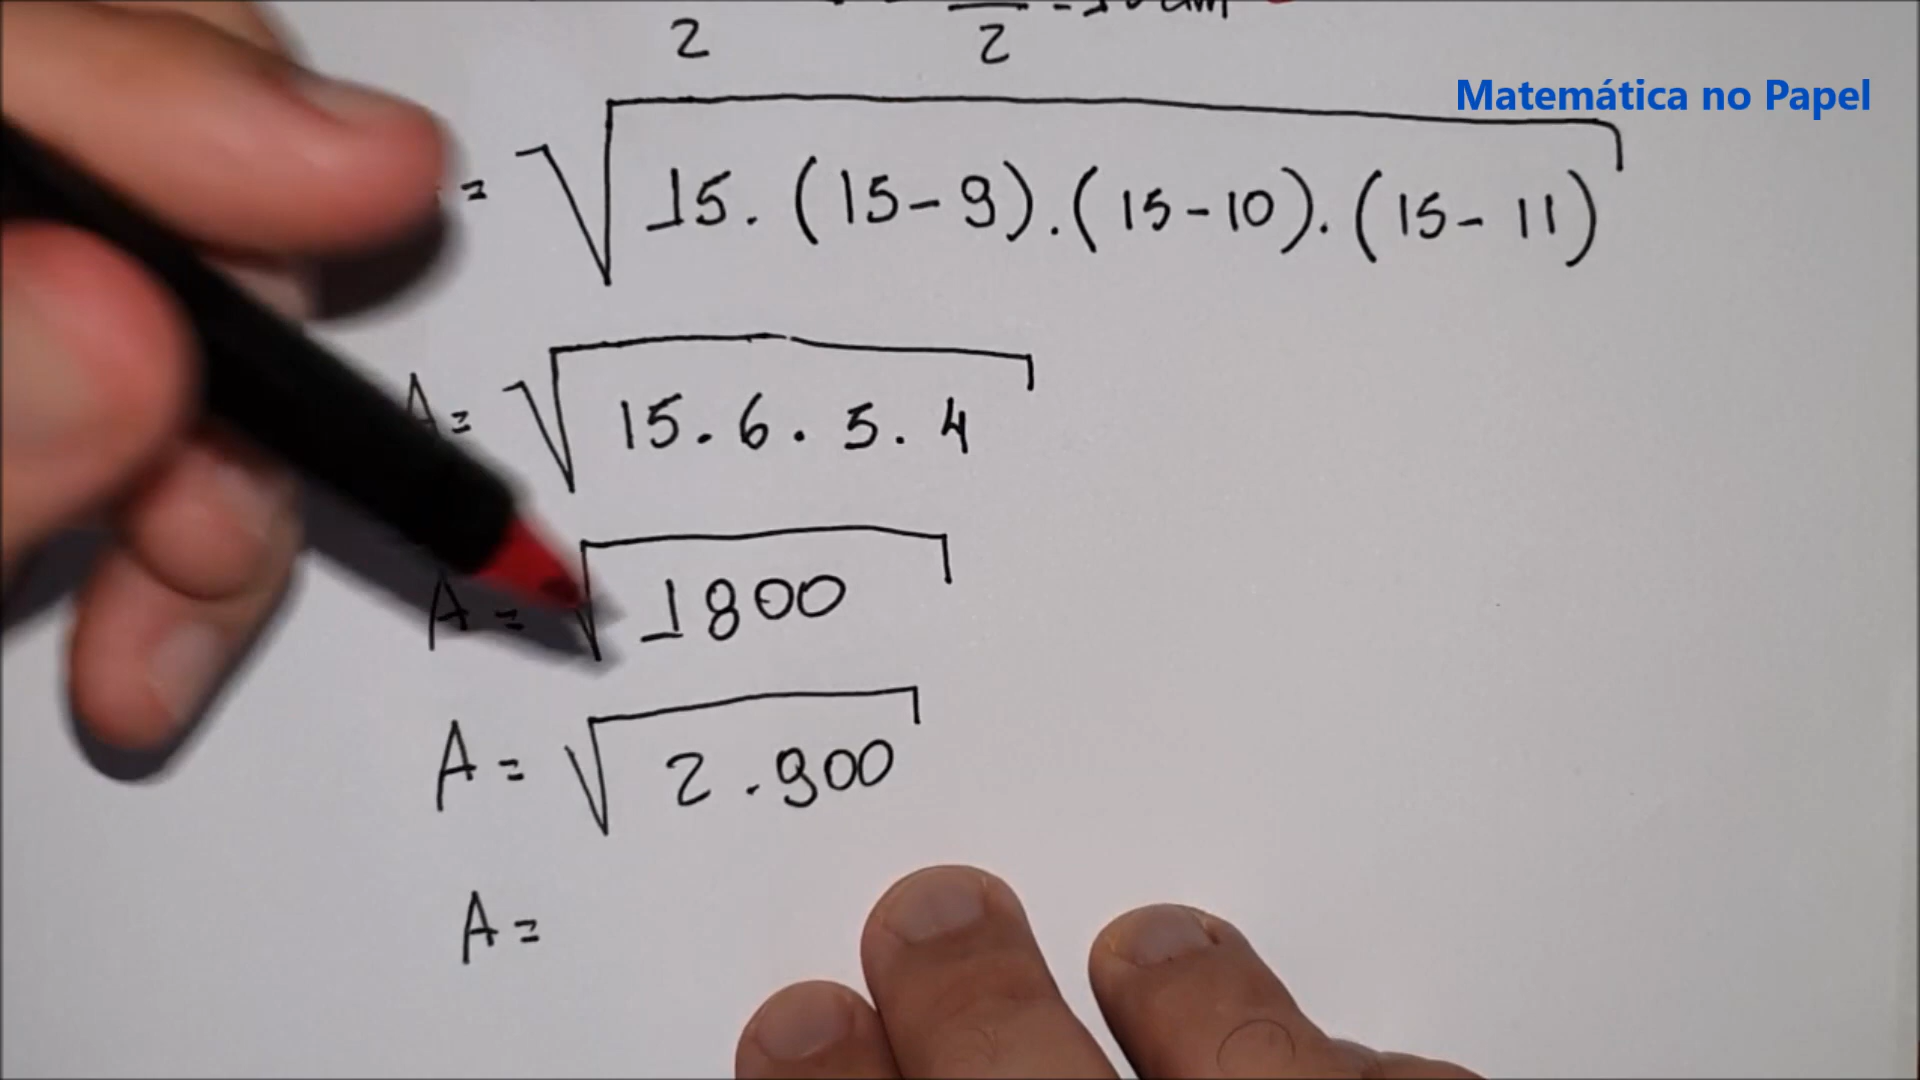 2 2
Matemática no Papel
= √15. (15-9).(15-10).(15-11)
A = √15.6.5.4
A = √1800
A = √2.900
A =